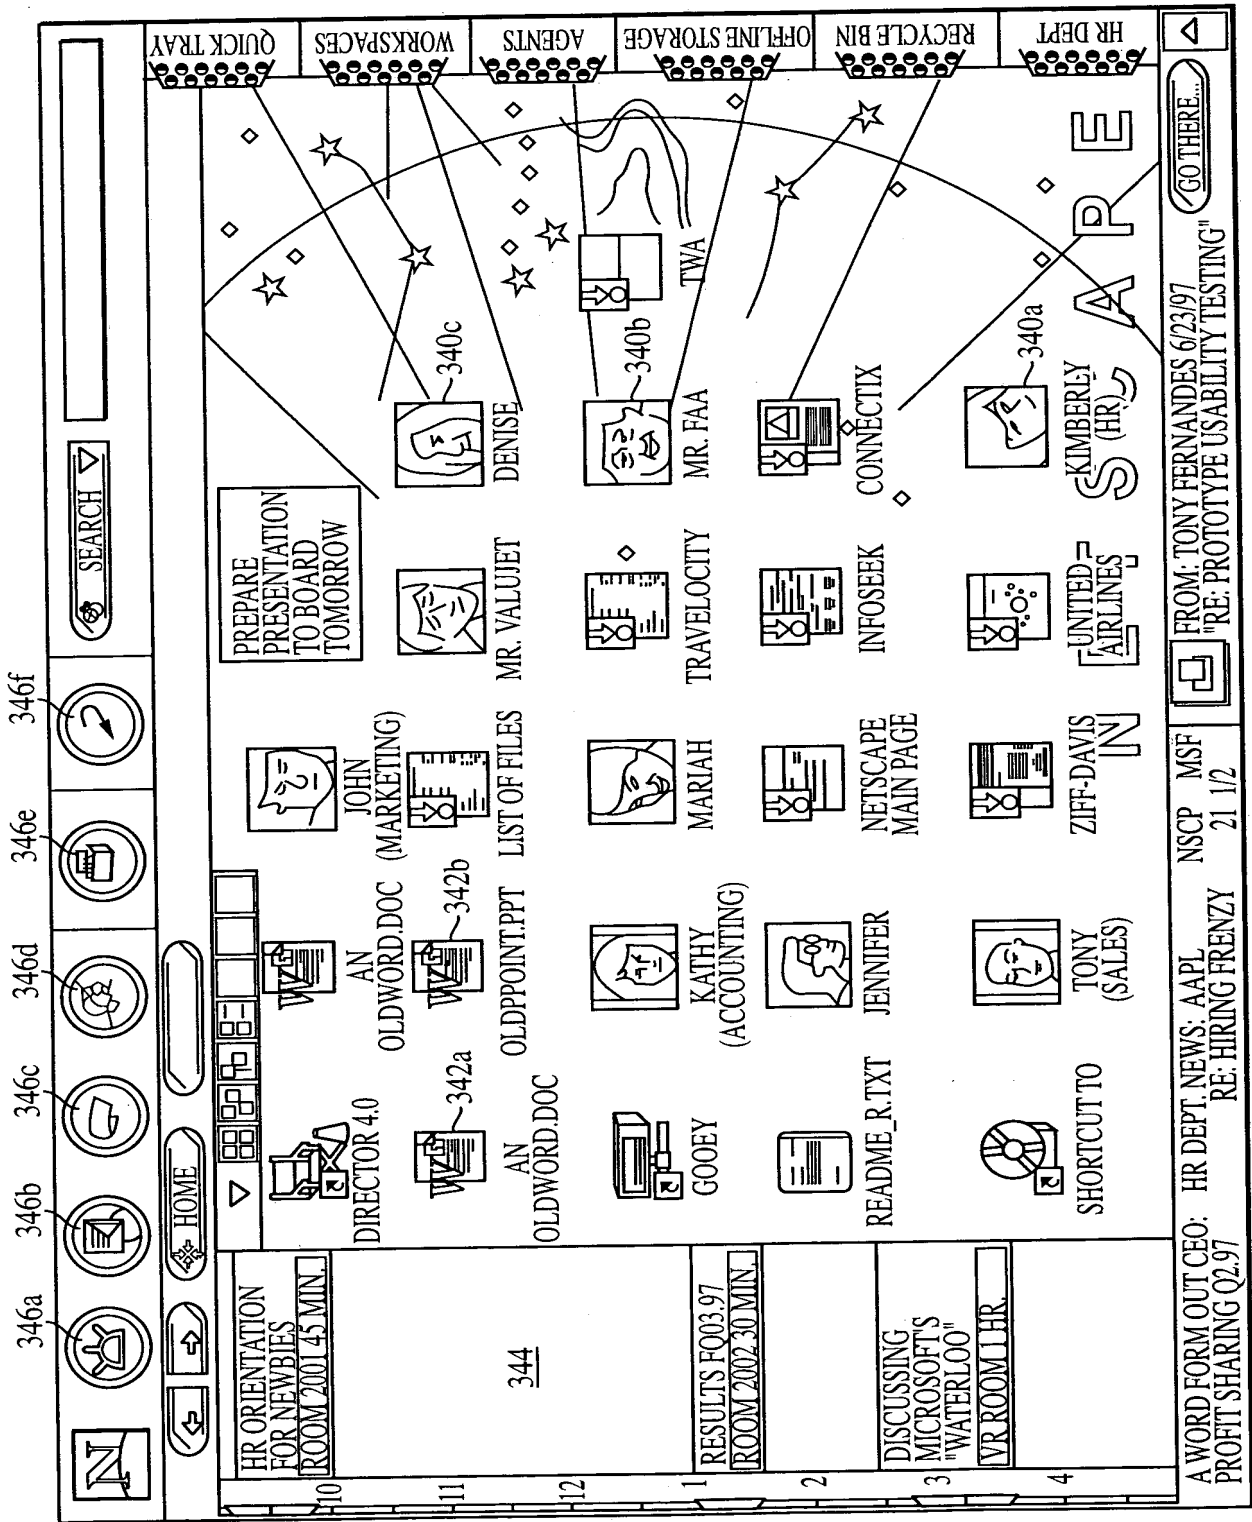 346a
346b
346c
346d
346e
346f
N
SEARCH
HOME
HR ORIENTATION
FOR NEWBIES
ROOM 2001 45 MIN.
344
RESULTS FQ03.97
ROOM 2002 30 MIN.
DISCUSSING
MICROSOFT'S
"WATERLOO"
VR ROOM 1 HR.
10
11
12
1
2
3
4
DIRECTOR 4.0
AN
OLDWORD.DOC
JOHN
(MARKETING)
PREPARE
PRESENTATION
TO BOARD
TOMORROW
W
342a
AN
OLDWORD.DOC
W
W
342b
OLDPPOINT.PPT
LIST OF FILES
MR. VALUJET
340c
DENISE
GOOEY
KATHY
(ACCOUNTING)
MARIAH
TRAVELOCITY
340b
MR. FAA
TWA
README_R.TXT
JENNIFER
NETSCAPE
MAIN PAGE
INFOSEEK
CONNECTIX
SHORTCUT TO
TONY
(SALES)
ZIFF-DAVIS
UNITED
AIRLINES
340a
KIMBERLY
(HR)
N E T S C A P E
QUICK TRAY
WORKSPACES
AGENTS
OFFLINE STORAGE
RECYCLE BIN
HR DEPT
A WORD FORM OUT CEO:
PROFIT SHARING Q2.97
HR DEPT. NEWS: AAPL
RE: HIRING FRENZY
NSCP MSF
21 1/2
FROM: TONY FERNANDES 6/23/97
"RE: PROTOTYPE USABILITY TESTING"
GO THERE...